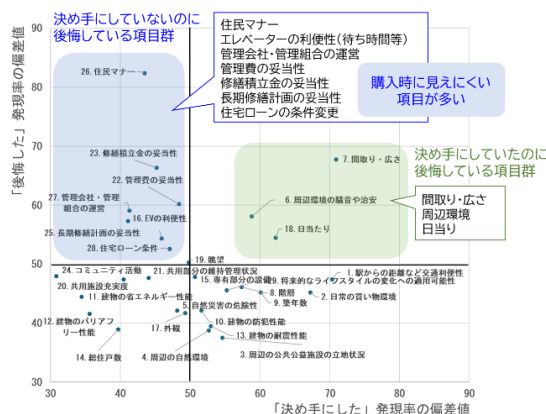 決め手にしていないのに
後悔している項目群
住民マナー
エレベーターの利便性(待ち時間等)
管理会社・管理組合の運営
管理費の妥当性
修繕積立金の妥当性
長期修繕計画の妥当性
住宅ローンの条件変更
購入時に見えにくい
項目が多い
決め手にしていたのに
後悔している項目群
間取り・広さ
周辺環境
日当り
「後悔した」発現率の偏差値
90
80
70
60
50
40
30
26. 住民マナー
23. 修繕積立金の妥当性
22. 管理費の妥当性
27. 管理会社・管理
組合の運営
16. EVの利便性
25. 長期修繕計画の妥当性
28. 住宅ローン条件
7. 間取り・広さ
6. 周辺環境の騒音や治安
18. 日当たり
19. 眺望
24. コミュニティ活動
21. 共用部分の維持管理状況
15. 専有部分の設備
1. 駅からの距離など交通利便性
29. 将来的なライフスタイルの変化への適用可能性
20. 共用施設充実度
11. 建物の省エネルギー性能
8. 階層
2. 日常の買い物環境
9. 築年数
5. 自然災害の危険性
12. 建物のバリアフ
リー性能
17. 外観
10. 建物の防犯性能
13. 建物の耐震性能
14. 総住戸数
4. 周辺の自然環境
3. 周辺の公共公益施設の立地状況
30
40
50
60
70
80
90
「決め手にした」発現率の偏差値